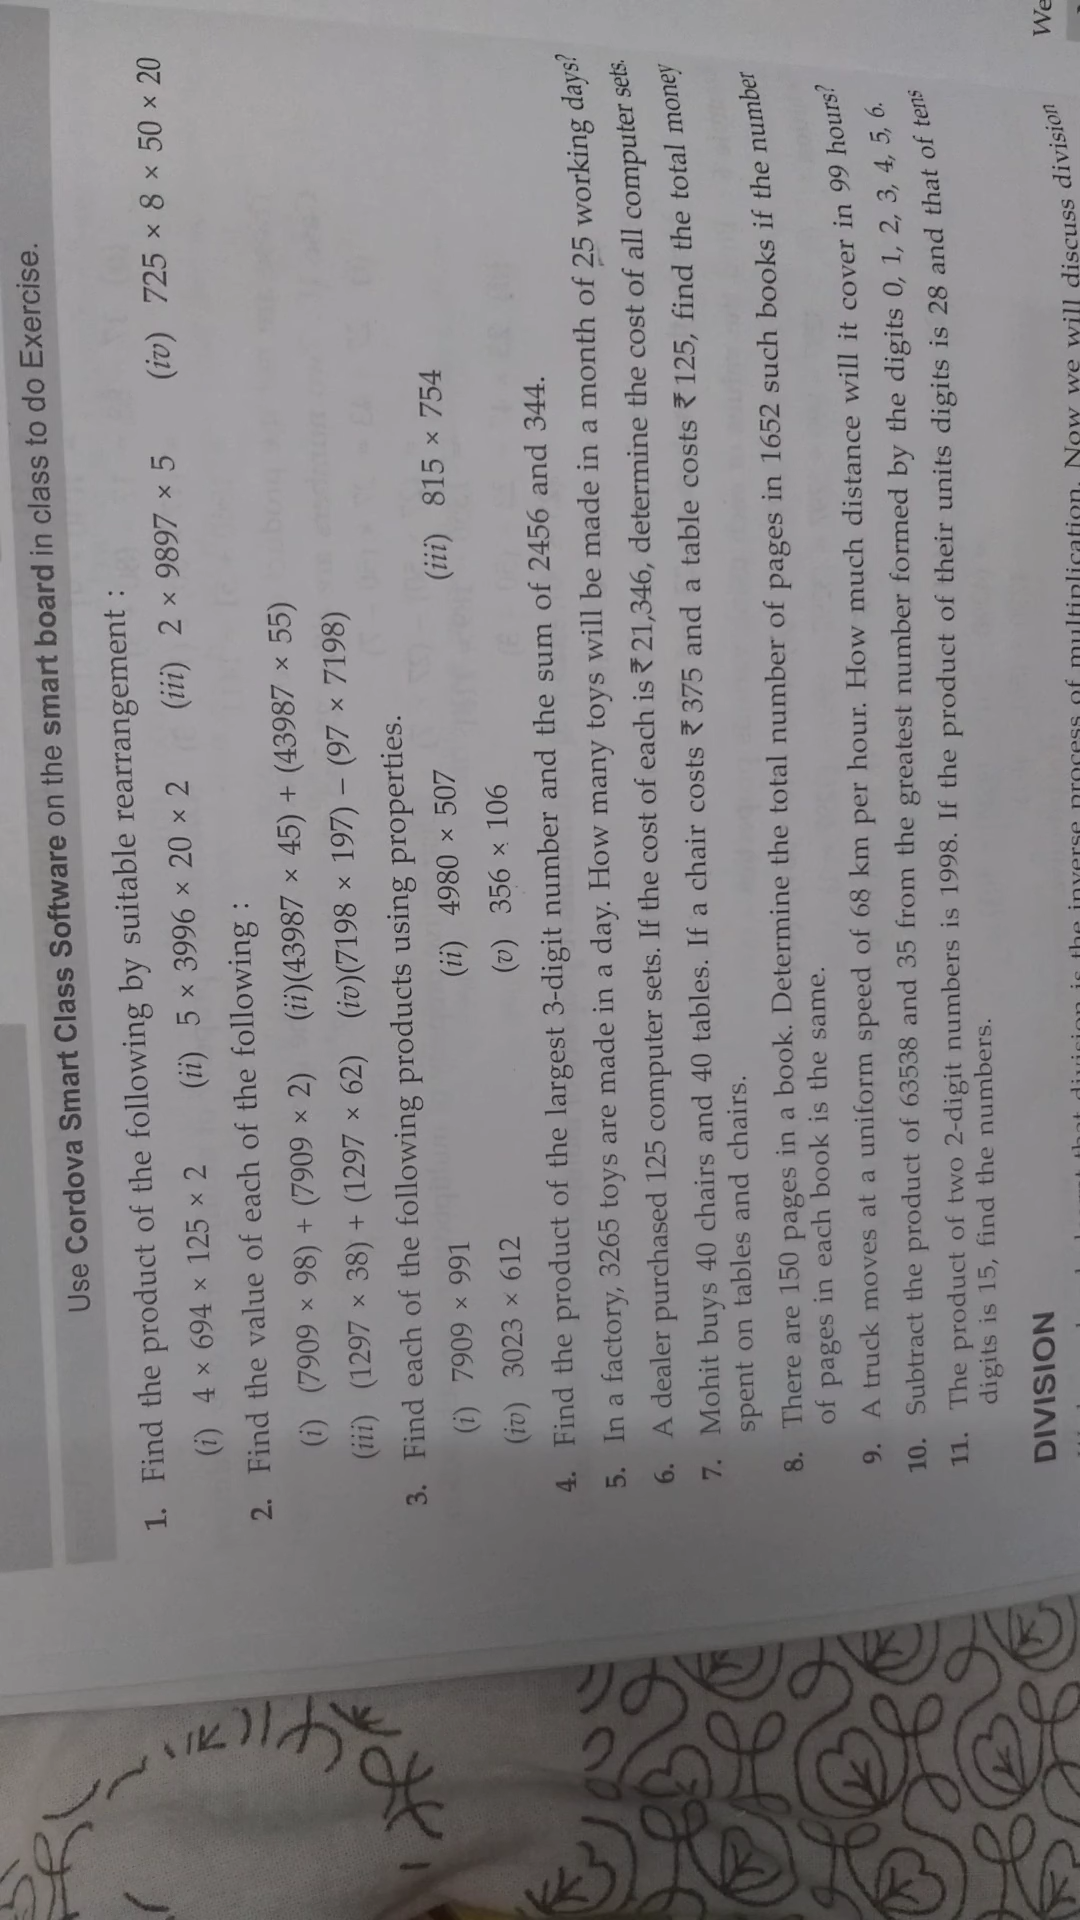 Use Cordova Smart Class Software on the smart board in class to do Exercise.
1. Find the product of the following by suitable rearrangement :
(i) 4 × 694 × 125 × 2 (ii) 5 × 3996 × 20 × 2 (iii) 2 × 9897 × 5 (iv) 725 × 8 × 50 × 20
2. Find the value of each of the following :
(i) (7909 × 98) + (7909 × 2) (ii)(43987 × 45) + (43987 × 55)
(iii) (1297 × 38) + (1297 × 62) (iv)(7198 × 197) − (97 × 7198)
3. Find each of the following products using properties.
(i) 7909 × 991 (ii) 4980 × 507 (iii) 815 × 754
(iv) 3023 × 612 (v) 356 × 106
4. Find the product of the largest 3-digit number and the sum of 2456 and 344.
5. In a factory, 3265 toys are made in a day. How many toys will be made in a month of 25 working days?
6. A dealer purchased 125 computer sets. If the cost of each is ₹ 21,346, determine the cost of all computer sets.
7. Mohit buys 40 chairs and 40 tables. If a chair costs ₹ 375 and a table costs ₹ 125, find the total money
spent on tables and chairs.
8. There are 150 pages in a book. Determine the total number of pages in 1652 such books if the number
of pages in each book is the same.
9. A truck moves at a uniform speed of 68 km per hour. How much distance will it cover in 99 hours?
10. Subtract the product of 63538 and 35 from the greatest number formed by the digits 0, 1, 2, 3, 4, 5, 6.
11. The product of two 2-digit numbers is 1998. If the product of their units digits is 28 and that of tens
digits is 15, find the numbers.
DIVISION
that division is the inverse process of multiplication. Now we will discuss division
We